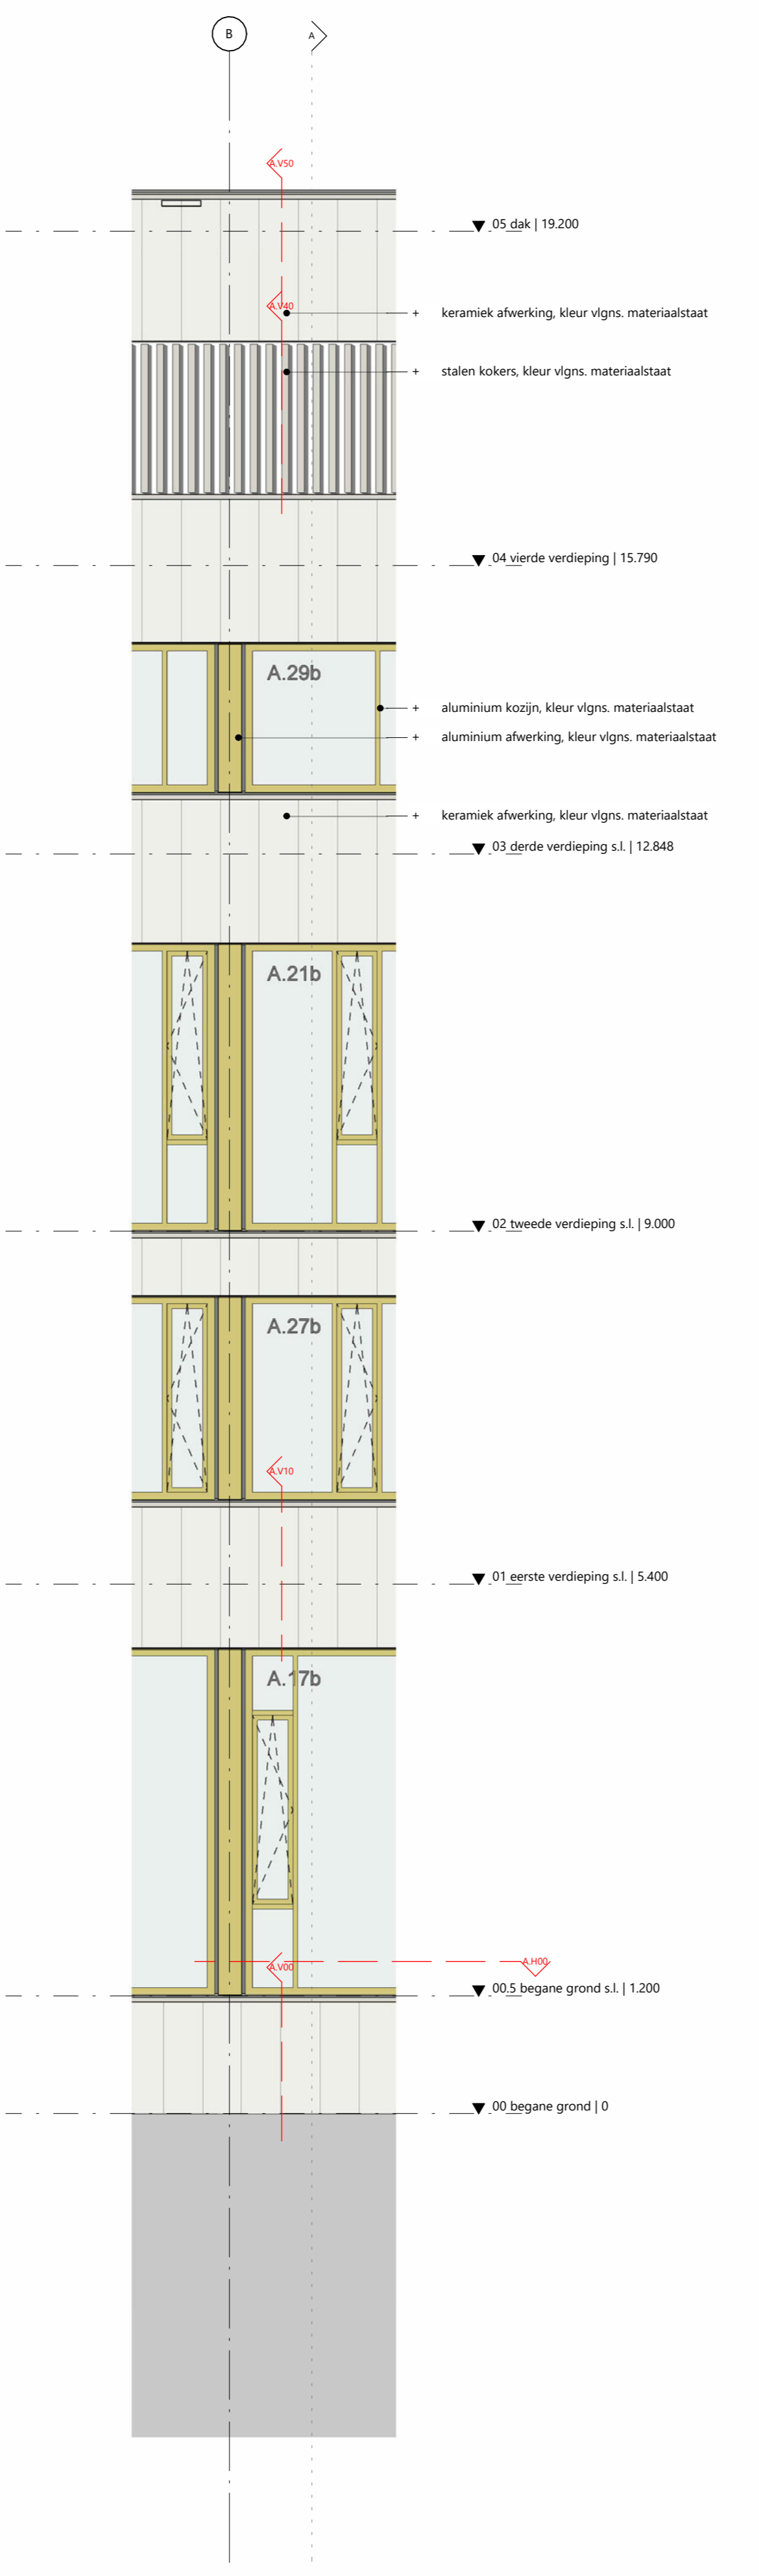 B
A
A.V50
05 dak | 19.200
A.V40
+ keramiek afwerking, kleur vlgns. materiaalstaat
+ stalen kokers, kleur vlgns. materiaalstaat
04 vierde verdieping | 15.790
A.29b
+ aluminium kozijn, kleur vlgns. materiaalstaat
+ aluminium afwerking, kleur vlgns. materiaalstaat
+ keramiek afwerking, kleur vlgns. materiaalstaat
03 derde verdieping s.l. | 12.848
A.21b
02 tweede verdieping s.l. | 9.000
A.27b
A.V10
01 eerste verdieping s.l. | 5.400
A.17b
A.H00
A.V00
00.5 begane grond s.l. | 1.200
00 begane grond | 0